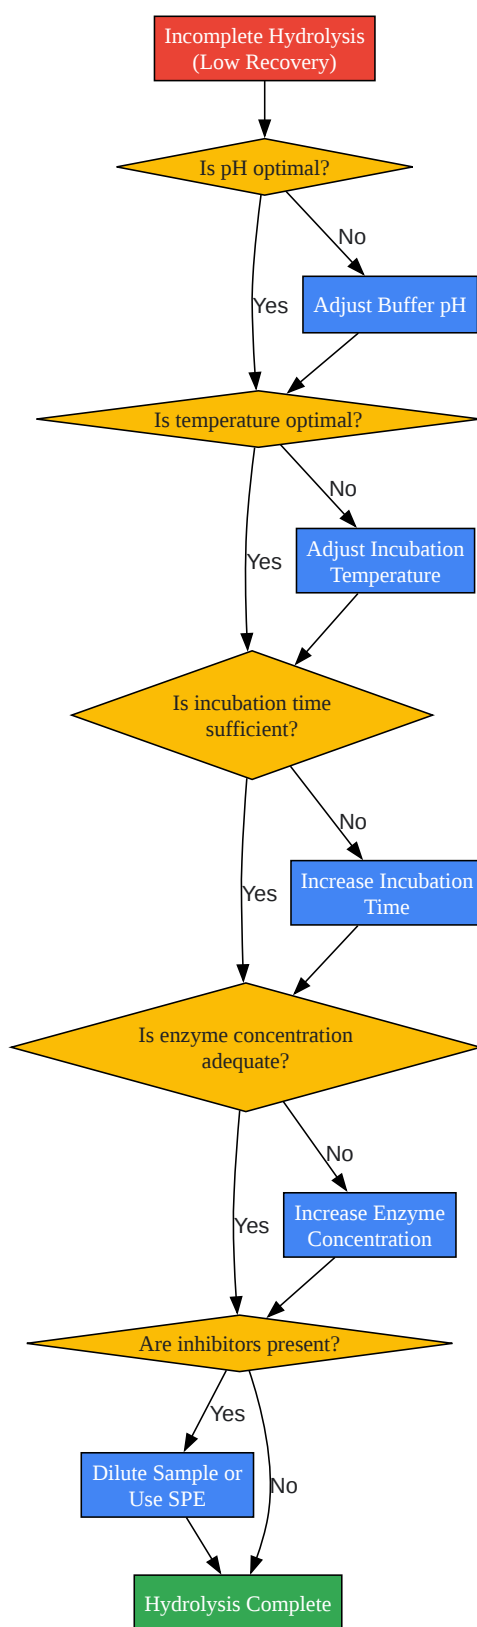 Incomplete Hydrolysis
(Low Recovery)
Is pH optimal?
No
Yes
Adjust Buffer pH
Is temperature optimal?
No
Adjust Incubation
Temperature
Yes
Is incubation time
sufficient?
No
Increase Incubation
Time
Yes
Is enzyme concentration
adequate?
No
Increase Enzyme
Concentration
Yes
Are inhibitors present?
Yes
Dilute Sample or
Use SPE
No
Hydrolysis Complete